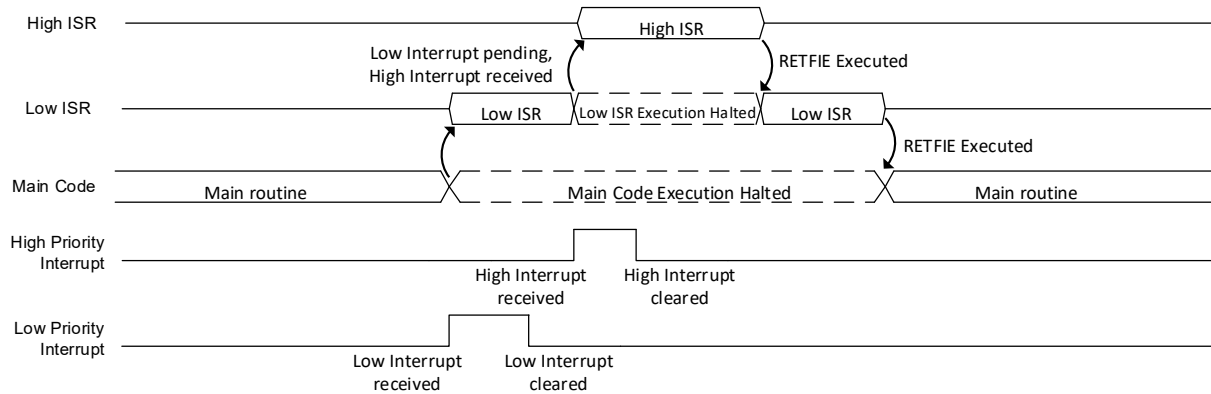 High ISR
High ISR
Low Interrupt pending,
High Interrupt received
RETFIE Executed
Low ISR
Low ISR
Low ISR Execution Halted
Low ISR
RETFIE Executed
Main Code
Main routine
Main Code Execution Halted
Main routine
High Priority
Interrupt
High Interrupt
received
High Interrupt
cleared
Low Priority
Interrupt
Low Interrupt
received
Low Interrupt
cleared